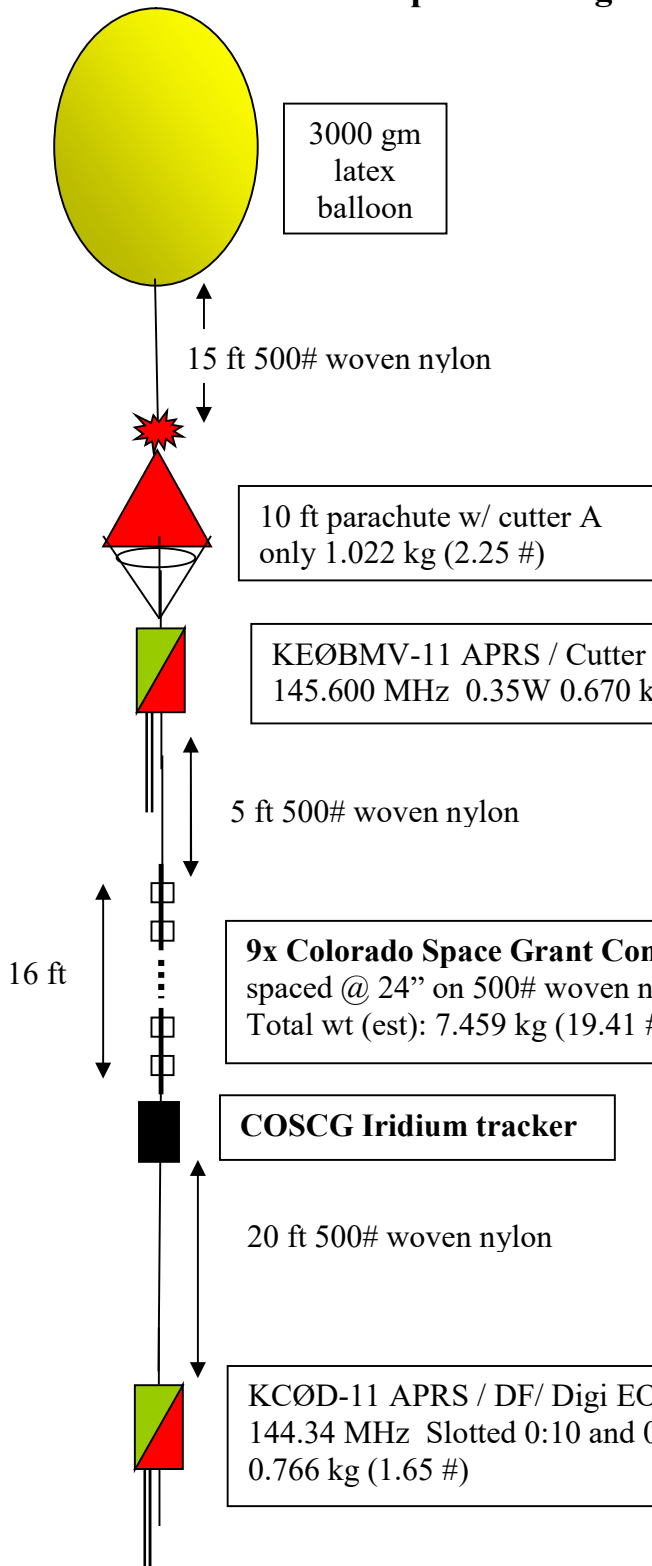 3000 gm
latex
balloon
15 ft 500# woven nylon
10 ft parachute w/ cutter A
only 1.022 kg (2.25 #)
KEØBMV-11 APRS / Cutter
145.600 MHz 0.35W 0.670 k
5 ft 500# woven nylon
16 ft
9x Colorado Space Grant Con
spaced @ 24” on 500# woven n
Total wt (est): 7.459 kg (19.41 #
COSCG Iridium tracker
20 ft 500# woven nylon
KCØD-11 APRS / DF/ Digi EO
144.34 MHz Slotted 0:10 and 0
0.766 kg (1.65 #)